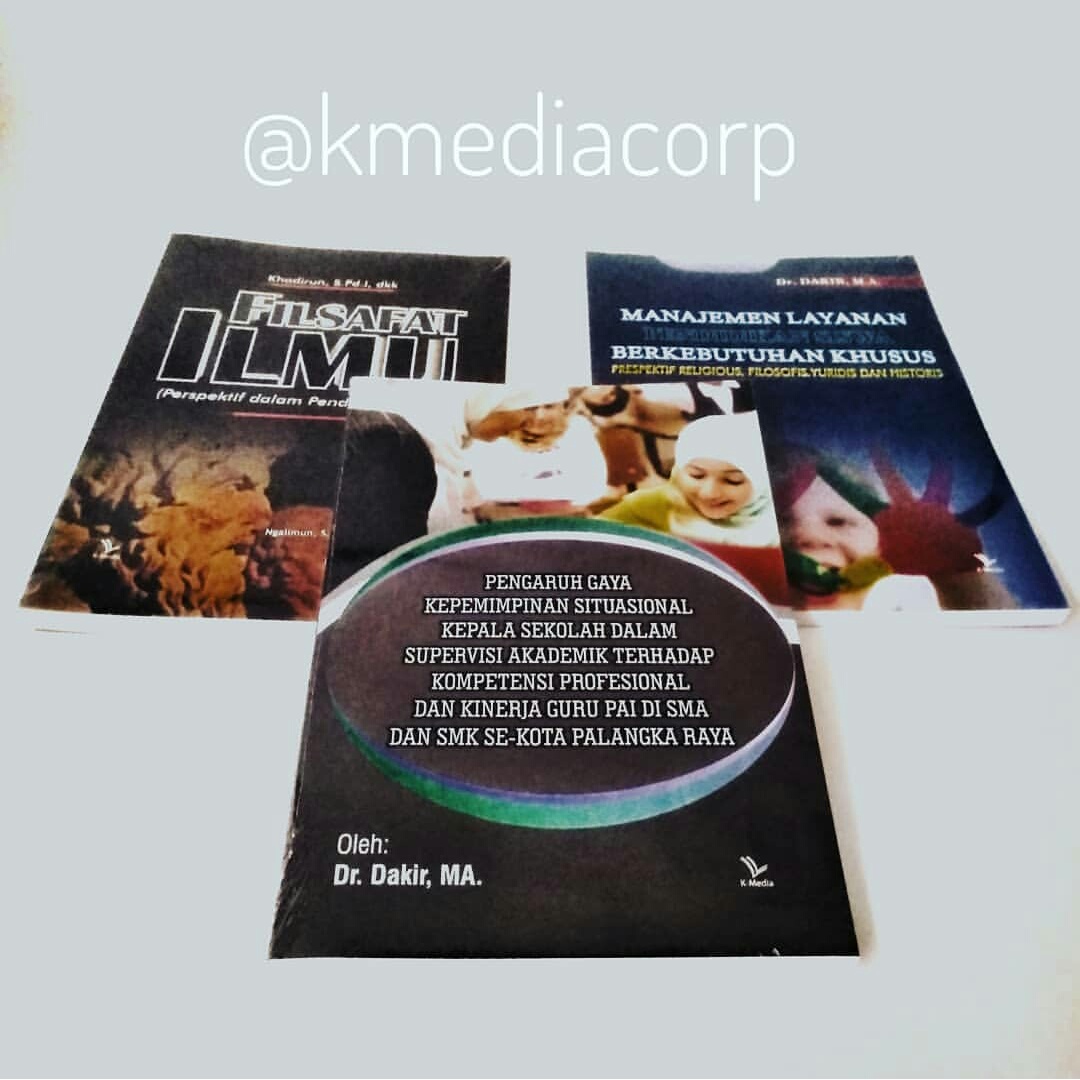 @kmediacorp
Khadirun, S.Pd.I, dkk
FILSAFAT
ILMU
(Perspektif dalam Pend
Ngalimun, S.
Dr. DAKIR, M.A.
MANAJEMEN LAYANAN
PENDIDIKAN SISWA
BERKEBUTUHAN KHUSUS
PRESPEKTIF RELIGIOUS, FILOSOFIS,YURIDIS DAN HISTORIS
PENGARUH GAYA
KEPEMIMPINAN SITUASIONAL
KEPALA SEKOLAH DALAM
SUPERVISI AKADEMIK TERHADAP
KOMPETENSI PROFESIONAL
DAN KINERJA GURU PAI DI SMA
DAN SMK SE-KOTA PALANGKA RAYA
Oleh:
Dr. Dakir, MA.
K Media